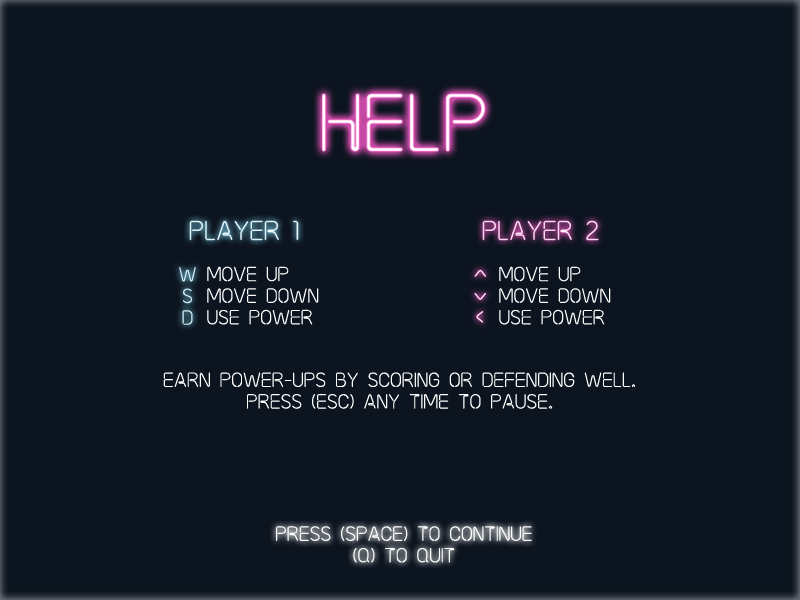 HELP
PLAYER 1
W MOVE UP
S MOVE DOWN
D USE POWER
PLAYER 2
^ MOVE UP
⌄ MOVE DOWN
< USE POWER
EARN POWER-UPS BY SCORING OR DEFENDING WELL.
PRESS (ESC) ANY TIME TO PAUSE.
PRESS (SPACE) TO CONTINUE
(Q) TO QUIT